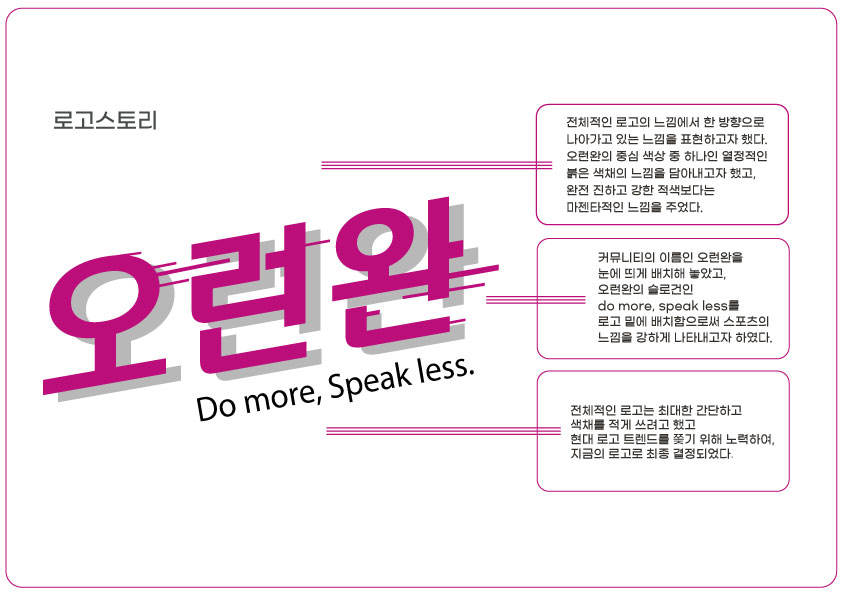 로고스토리
오런완
Do more, Speak less.
전체적인 로고의 느낌에서 한 방향으로
나아가고 있는 느낌을 표현하고자 했다.
오런완의 중심 색상 중 하나인 열정적인
붉은 색채의 느낌을 담아내고자 했고,
완전 진하고 강한 적색보다는
마젠타적인 느낌을 주었다.
커뮤니티의 이름인 오런완을
눈에 띄게 배치해 놓았고,
오런완의 슬로건인
do more, speak less를
로고 밑에 배치함으로써 스포츠의
느낌을 강하게 나타내고자 하였다.
전체적인 로고는 최대한 간단하고
색채를 적게 쓰려고 했고
현대 로고 트렌드를 쫒기 위해 노력하여,
지금의 로고로 최종 결정되었다.